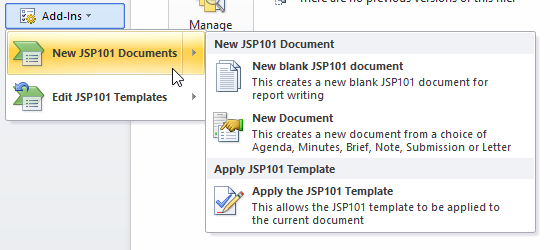 There are no previous versions of this file.
Add-Ins
Manage
New JSP101 Documents
Edit JSP101 Templates
New JSP101 Document
New blank JSP101 document
This creates a new blank JSP101 document for
report writing
New Document
This creates a new document from a choice of
Agenda, Minutes, Brief, Note, Submission or Letter
Apply JSP101 Template
Apply the JSP101 Template
This allows the JSP101 template to be applied to
the current document